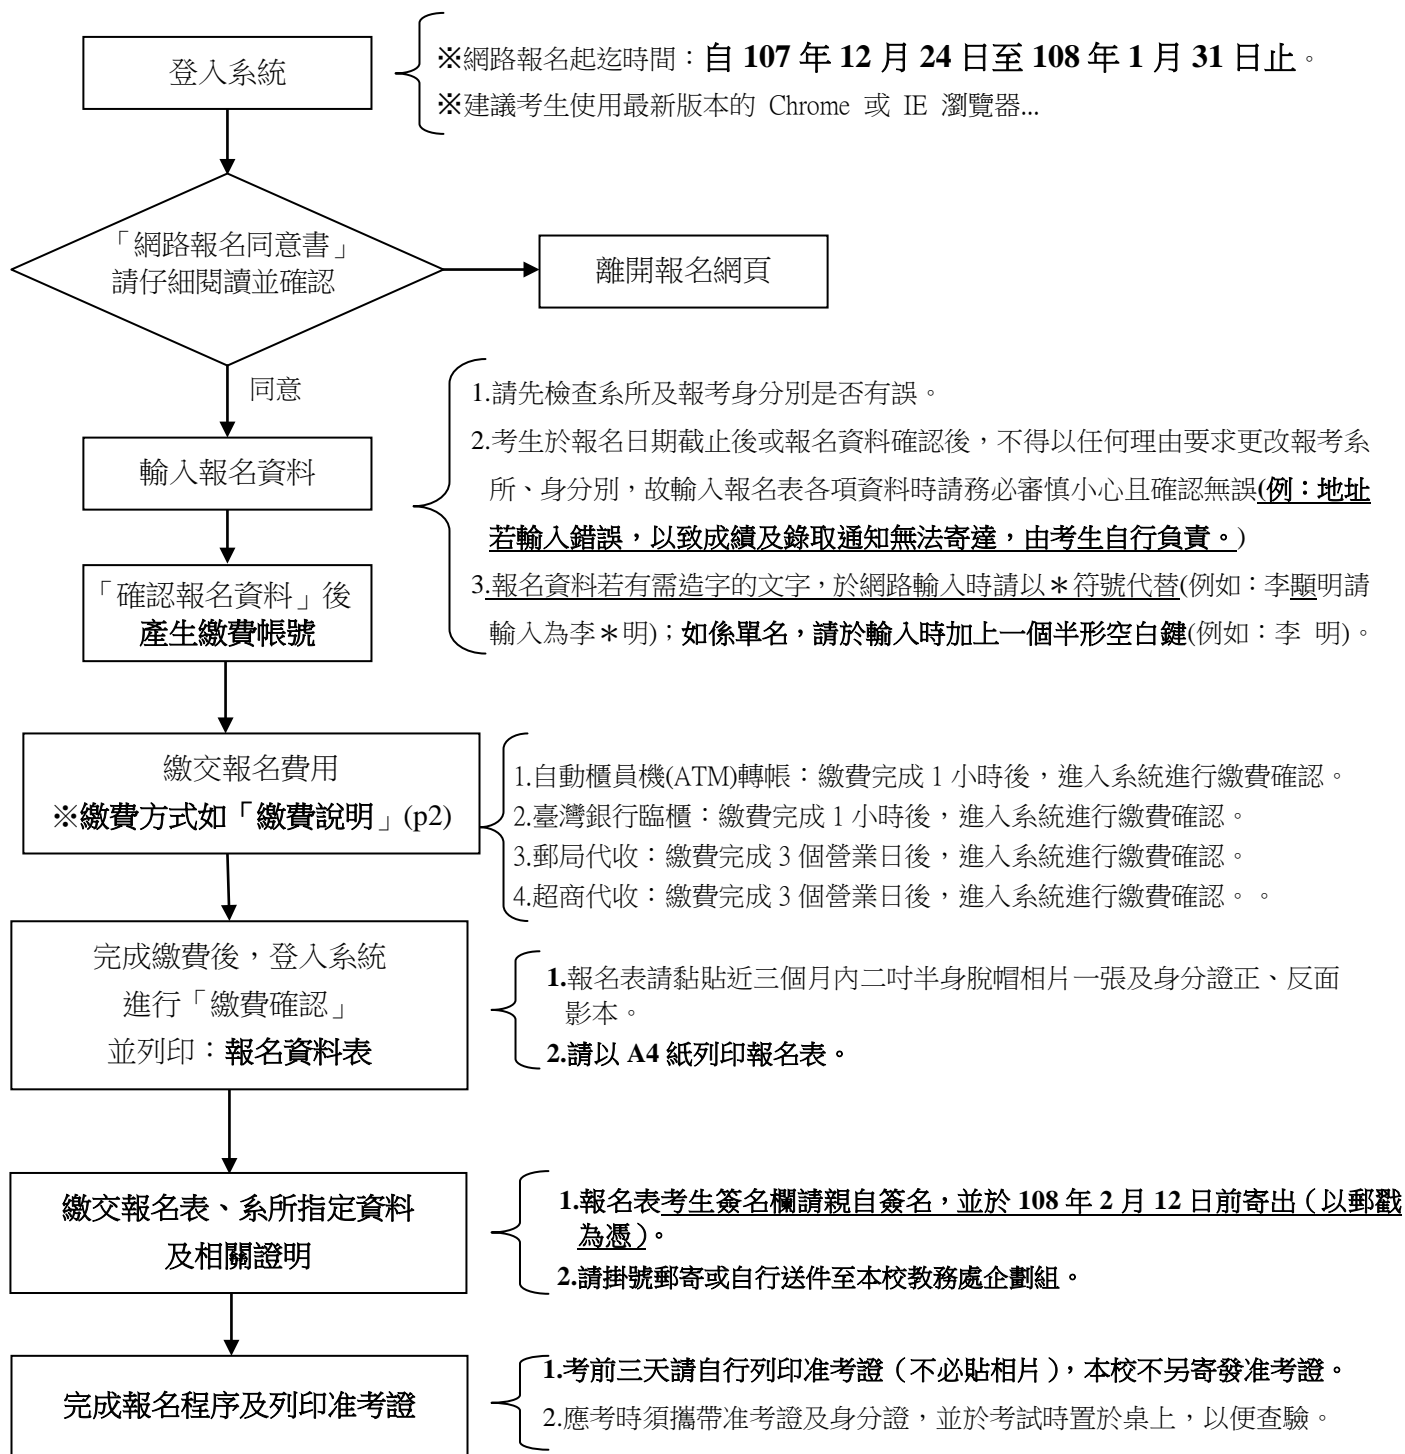 登入系統
※網路報名起迄時間：自 107 年 12 月 24 日至 108 年 1 月 31 日止。
※建議考生使用最新版本的 Chrome 或 IE 瀏覽器...
「網路報名同意書」
請仔細閱讀並確認
離開報名網頁
同意
輸入報名資料
1.請先檢查系所及報考身分別是否有誤。
2.考生於報名日期截止後或報名資料確認後，不得以任何理由要求更改報考系
所、身分別，故輸入報名表各項資料時請務必審慎小心且確認無誤(例：地址
若輸入錯誤，以致成績及錄取通知無法寄達，由考生自行負責。)
3.報名資料若有需造字的文字，於網路輸入時請以＊符號代替(例如：李顯明請
輸入為李＊明)；如係單名，請於輸入時加上一個半形空白鍵(例如：李 明)。
「確認報名資料」後
產生繳費帳號
繳交報名費用
※繳費方式如「繳費說明」(p2)
1.自動櫃員機(ATM)轉帳：繳費完成 1 小時後，進入系統進行繳費確認。
2.臺灣銀行臨櫃：繳費完成 1 小時後，進入系統進行繳費確認。
3.郵局代收：繳費完成 3 個營業日後，進入系統進行繳費確認。
4.超商代收：繳費完成 3 個營業日後，進入系統進行繳費確認。。
完成繳費後，登入系統
進行「繳費確認」
並列印：報名資料表
1.報名表請黏貼近三個月內二吋半身脫帽相片一張及身分證正、反面
影本。
2.請以 A4 紙列印報名表。
繳交報名表、系所指定資料
及相關證明
1.報名表考生簽名欄請親自簽名，並於 108 年 2 月 12 日前寄出（以郵戳
為憑）。
2.請掛號郵寄或自行送件至本校教務處企劃組。
完成報名程序及列印准考證
1.考前三天請自行列印准考證（不必貼相片），本校不另寄發准考證。
2.應考時須攜帶准考證及身分證，並於考試時置於桌上，以便查驗。